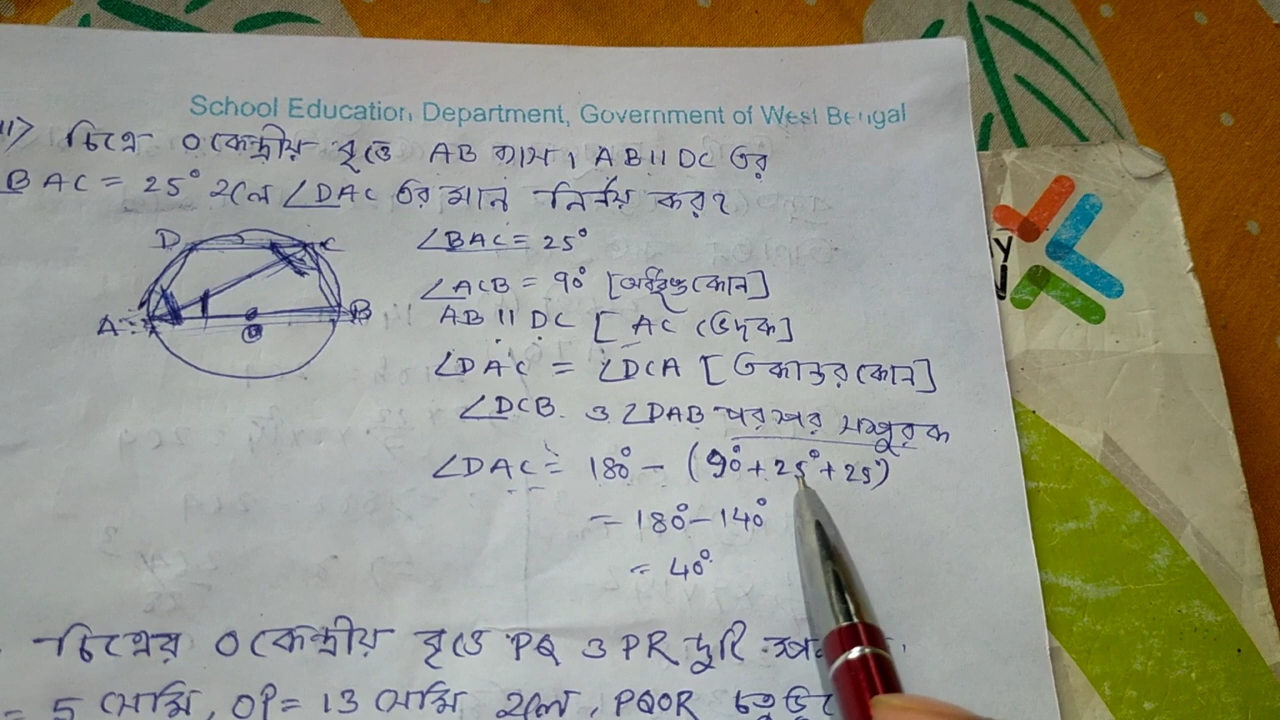 School Education Department, Government of West Bengal
চিত্রে O কেন্দ্রীয় বৃত্তে AB ব্যাস। AB॥DC এর
BAC = 25° হলে ∠DAC এর মান নির্ণয় কর?
D C
∠BAC = 25°
∠ACB = 90° [অর্ধবৃত্তস্থ কোন]
A B
O
AB॥DC [AC ভেদক]
∠DAC = ∠DCA [একান্তর কোন]
∠DCB ও ∠DAB পরস্পর সম্পূরক
∠DAC = 180° - (90° + 25° + 25°)
= 180° - 140°
= 40°
চিত্রের O কেন্দ্রীয় বৃত্তে PQ ও PR দুটি
= 5 সেমি, OP = 13 সেমি হলে, PQOR